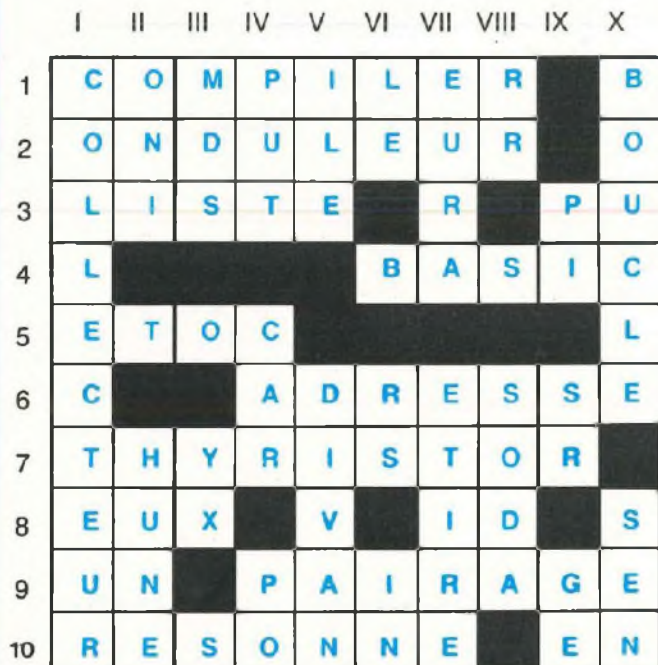 I II III IV V VI VII VIII IX X
1 C O M P I L E R B
2 O N D U L E U R O
3 L I S T E R P U
4 L B A S I C
5 E T O C L
6 C A D R E S S E
7 T H Y R I S T O R
8 E U X V I D S
9 U N P A I R A G E
10 R E S O N N E E N